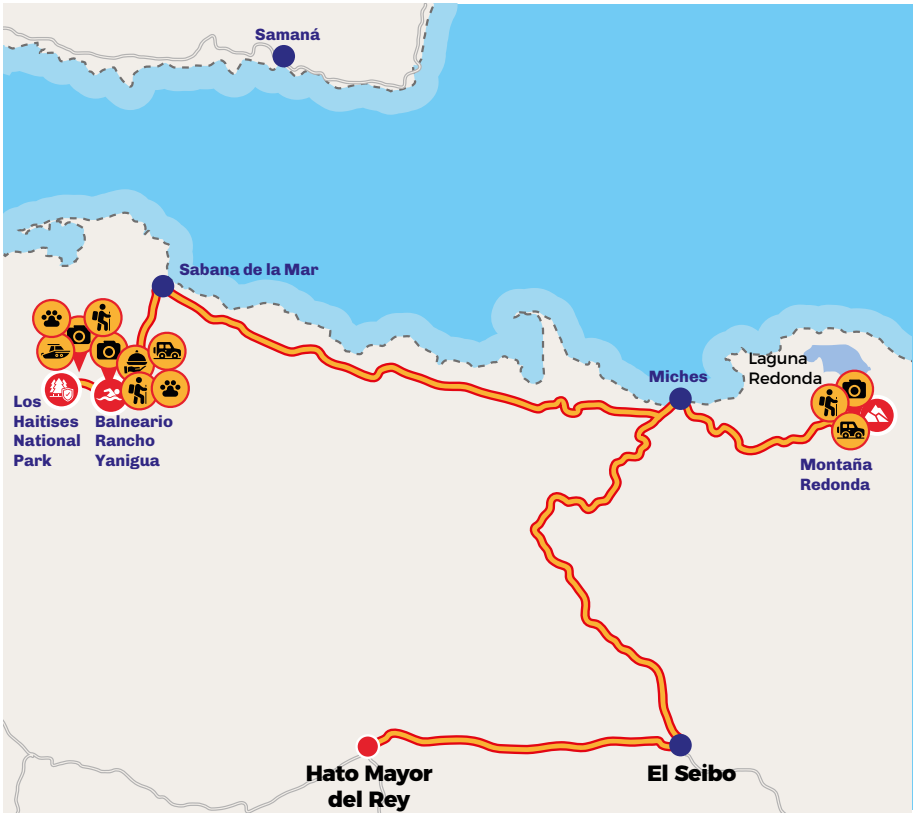 Samaná
Sabana de la Mar
Laguna
Redonda
Miches
Los
Haitises
National
Park
Balneario
Rancho
Yanigua
Montaña
Redonda
Hato Mayor
del Rey
El Seibo